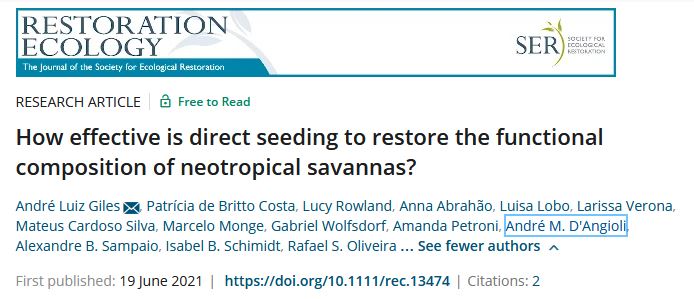 RESTORATION
ECOLOGY
The Journal of the Society for Ecological Restoration
SER
SOCIETY FOR
ECOLOGICAL
RESTORATION
RESEARCH ARTICLE Free to Read
How effective is direct seeding to restore the functional
composition of neotropical savannas?
André Luiz Giles, Patrícia de Britto Costa, Lucy Rowland, Anna Abrahão, Luisa Lobo, Larissa Verona,
Mateus Cardoso Silva, Marcelo Monge, Gabriel Wolfsdorf, Amanda Petroni, André M. D'Angioli,
Alexandre B. Sampaio, Isabel B. Schimidt, Rafael S. Oliveira ... See fewer authors
First published: 19 June 2021 | https://doi.org/10.1111/rec.13474 | Citations: 2